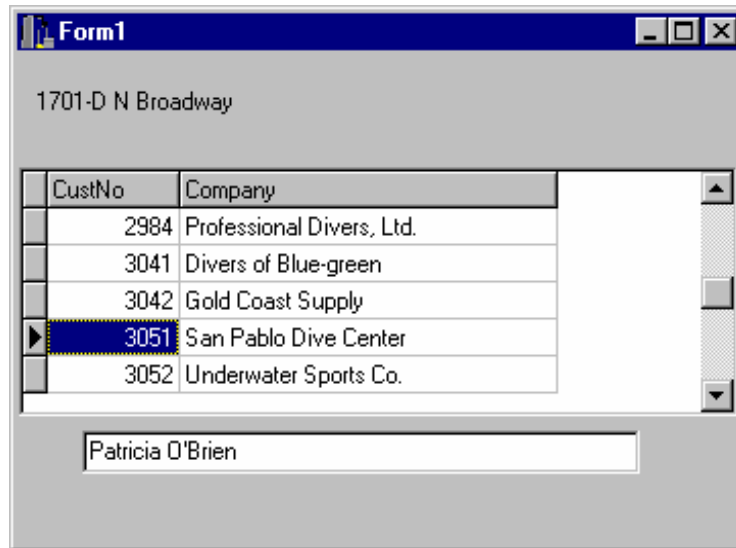 Form1
1701-D N Broadway
CustNo Company
2984 Professional Divers, Ltd.
3041 Divers of Blue-green
3042 Gold Coast Supply
3051 San Pablo Dive Center
3052 Underwater Sports Co.
Patricia O'Brien